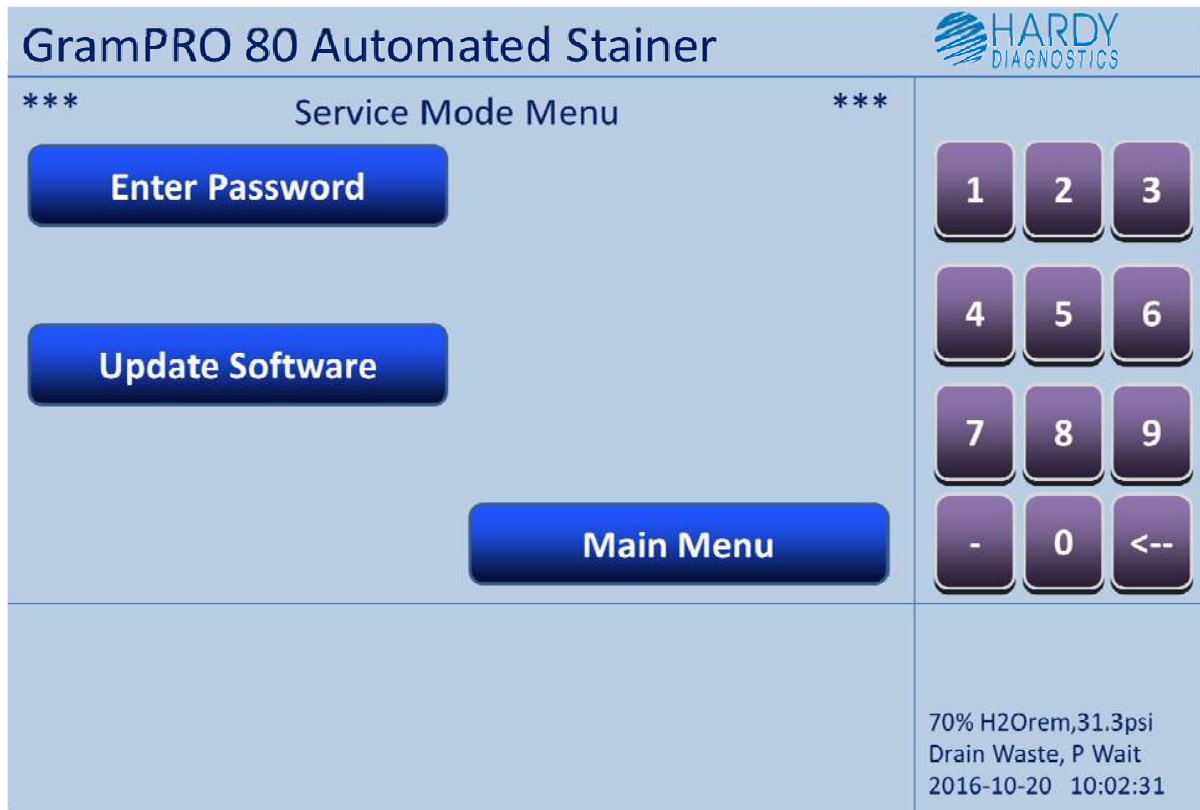 GramPRO 80 Automated Stainer
HARDY
DIAGNOSTICS
*** Service Mode Menu ***
Enter Password
Update Software
Main Menu
1 2 3
4 5 6
7 8 9
- 0 <--
70% H2Orem,31.3psi
Drain Waste, P Wait
2016-10-20 10:02:31